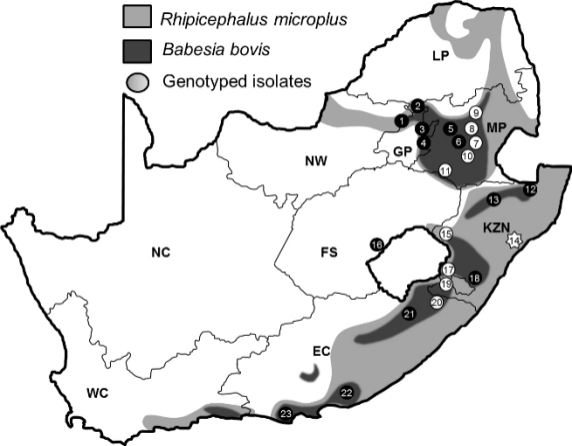 Rhipicephalus microplus
Babesia bovis
Genotyped isolates
LP
2
9
1
3
5
8
MP
4
6
7
GP
10
NW
11
12
13
KZN
15
14
16
NC
FS
17
18
19
20
21
EC
WC
22
23